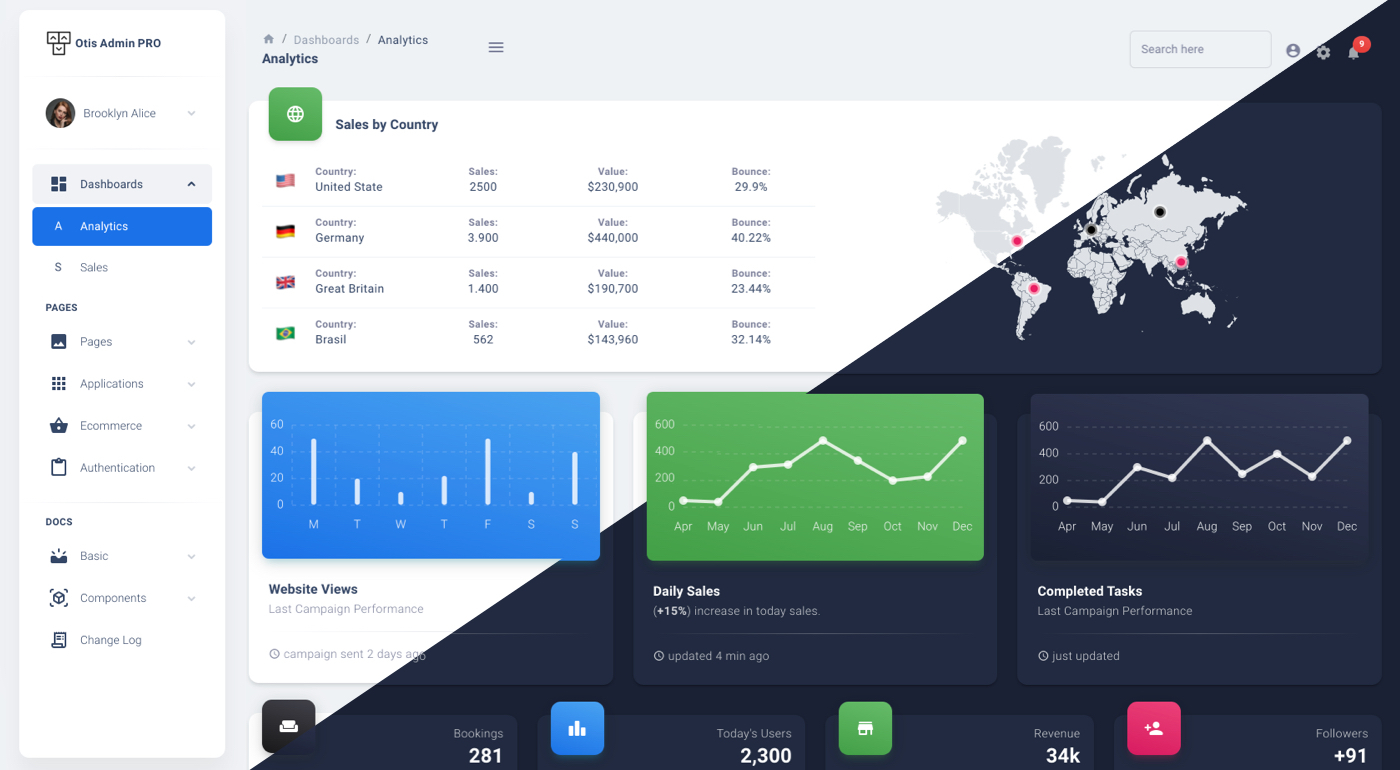 Otis Admin PRO
Brooklyn Alice
Dashboards
A Analytics
S Sales
PAGES
Pages
Applications
Ecommerce
Authentication
DOCS
Basic
Components
Change Log
/ Dashboards / Analytics
Analytics
Search here
9
Sales by Country
Country: Sales: Value: Bounce:
United State 2500 $230,900 29.9%
Country: Sales: Value: Bounce:
Germany 3.900 $440,000 40.22%
Country: Sales: Value: Bounce:
Great Britain 1.400 $190,700 23.44%
Country: Sales: Value: Bounce:
Brasil 562 $143,960 32.14%
60
40
20
0
M T W T F S S
Website Views
Last Campaign Performance
campaign sent 2 days ago
600
400
200
0
Apr May Jun Jul Aug Sep Oct Nov Dec
Daily Sales
(+15%) increase in today sales.
updated 4 min ago
600
400
200
0
Apr May Jun Jul Aug Sep Oct Nov Dec
Completed Tasks
Last Campaign Performance
just updated
Bookings
281
Today's Users
2,300
Revenue
34k
Followers
+91